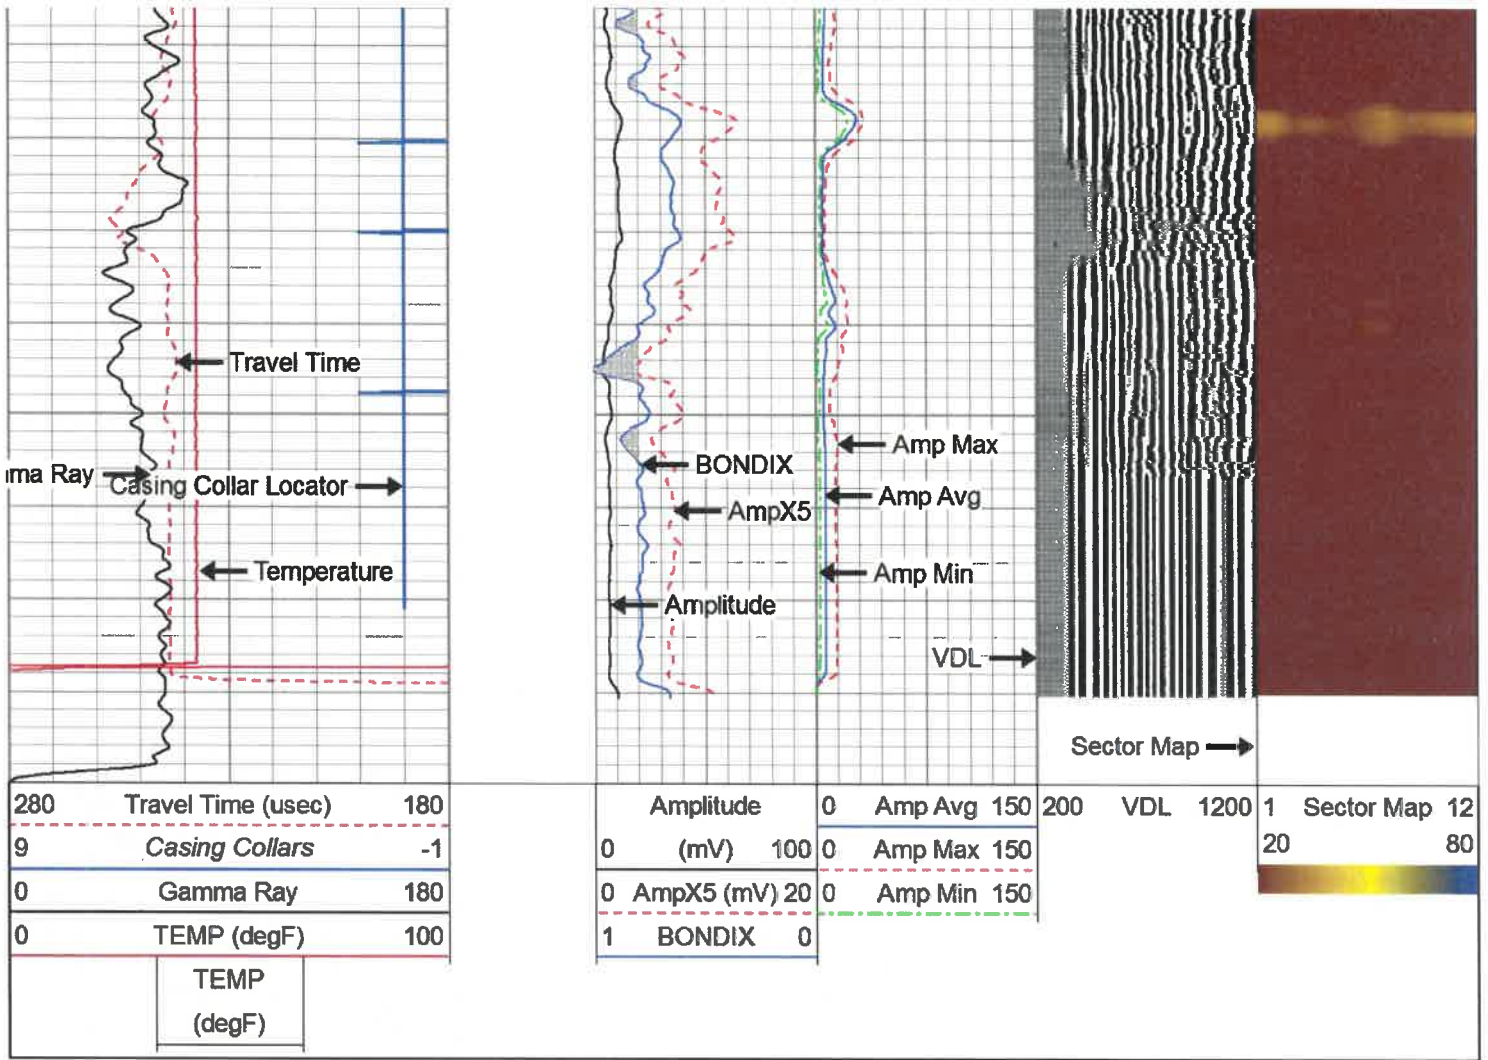 Travel Time
Amp Max
BONDIX
mma Ray
Casing Collar Locator
Amp Avg
AmpX5
Temperature
Amp Min
Amplitude
VDL
Sector Map
280 Travel Time (usec) 180
9 Casing Collars -1
0 Gamma Ray 180
0 TEMP (degF) 100
TEMP
(degF)
Amplitude
0 (mV) 100
0 AmpX5 (mV) 20
1 BONDIX 0
0 Amp Avg 150
0 Amp Max 150
0 Amp Min 150
200 VDL 1200
1 Sector Map 12
20 80